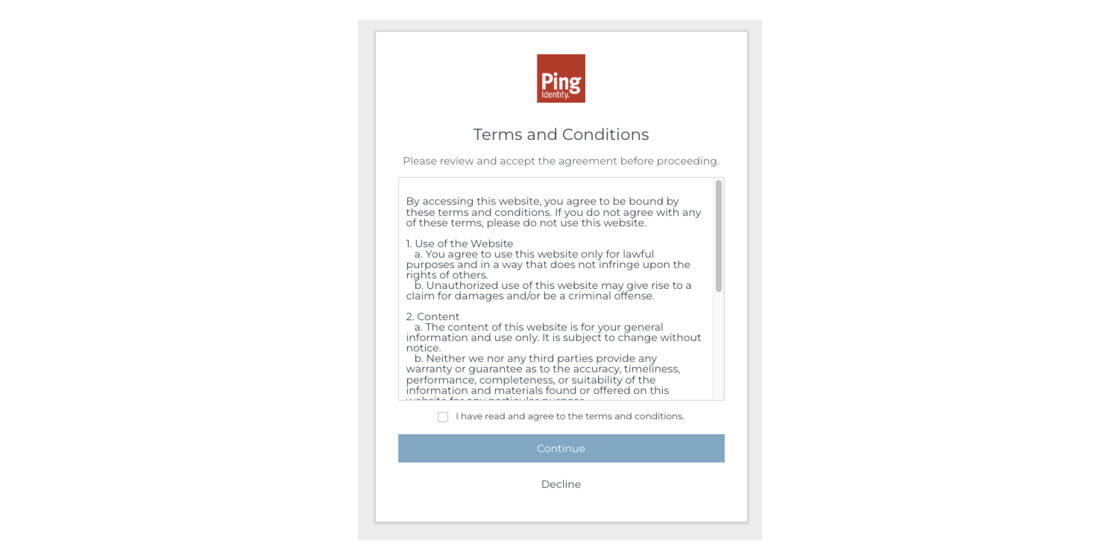 Ping
Identity.
Terms and Conditions
Please review and accept the agreement before proceeding.
By accessing this website, you agree to be bound by
these terms and conditions. If you do not agree with any
of these terms, please do not use this website.
1. Use of the Website
a. You agree to use this website only for lawful
purposes and in a way that does not infringe upon the
rights of others.
b. Unauthorized use of this website may give rise to a
claim for damages and/or be a criminal offense.
2. Content
a. The content of this website is for your general
information and use only. It is subject to change without
notice.
b. Neither we nor any third parties provide any
warranty or guarantee as to the accuracy, timeliness,
performance, completeness, or suitability of the
information and materials found or offered on this
website for any particular purpose.
I have read and agree to the terms and conditions.
Continue
Decline